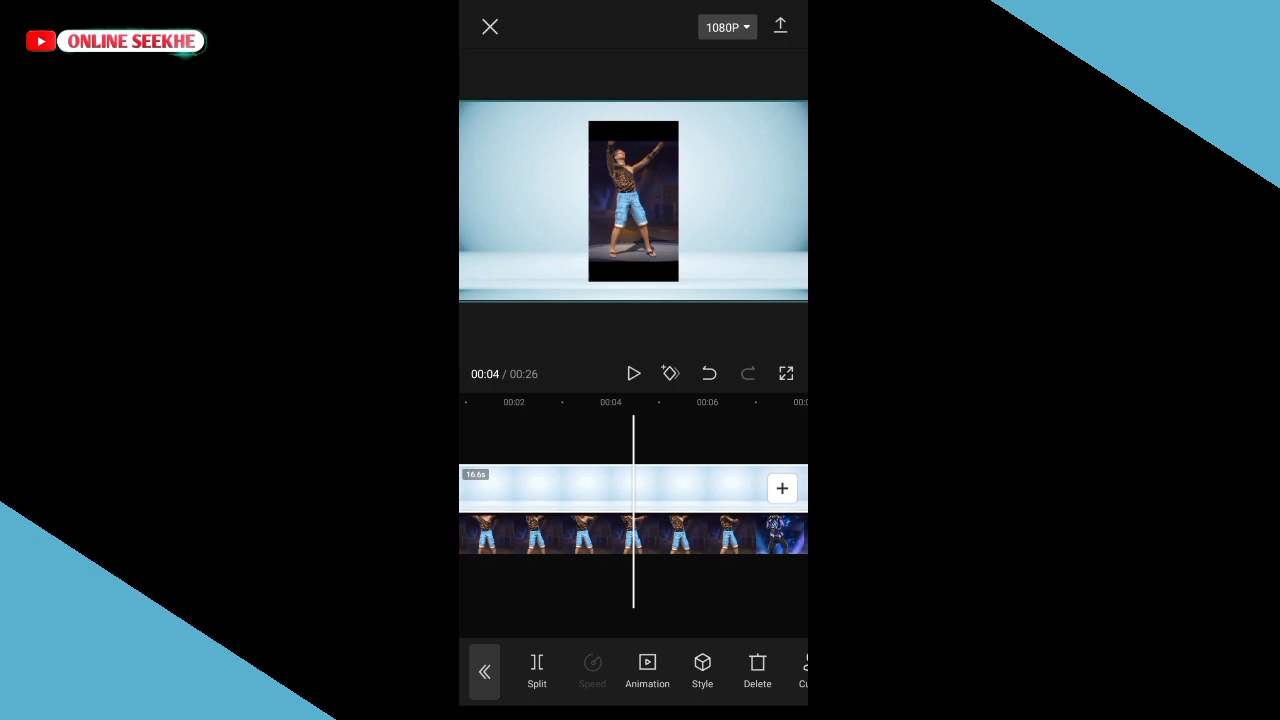 ONLINE SEEKHE
1080P
00:04 / 00:26
00:02 00:04 00:06
16.6s
Split Speed Animation Style Delete